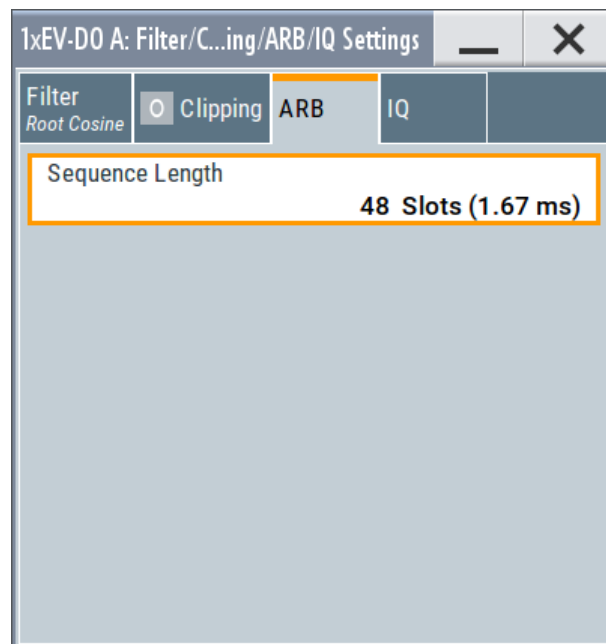 1xEV-DO A: Filter/C...ing/ARB/IQ Settings
Filter
Root Cosine
O Clipping
ARB
IQ
Sequence Length
48 Slots (1.67 ms)